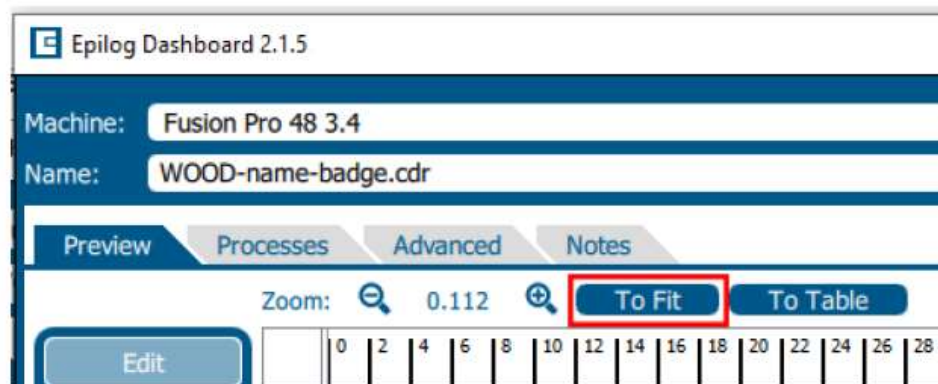 Epilog Dashboard 2.1.5
Machine: Fusion Pro 48 3.4
Name: WOOD-name-badge.cdr
Preview Processes Advanced Notes
Zoom: 0.112 To Fit To Table
Edit 0 2 4 6 8 10 12 14 16 18 20 22 24 26 28